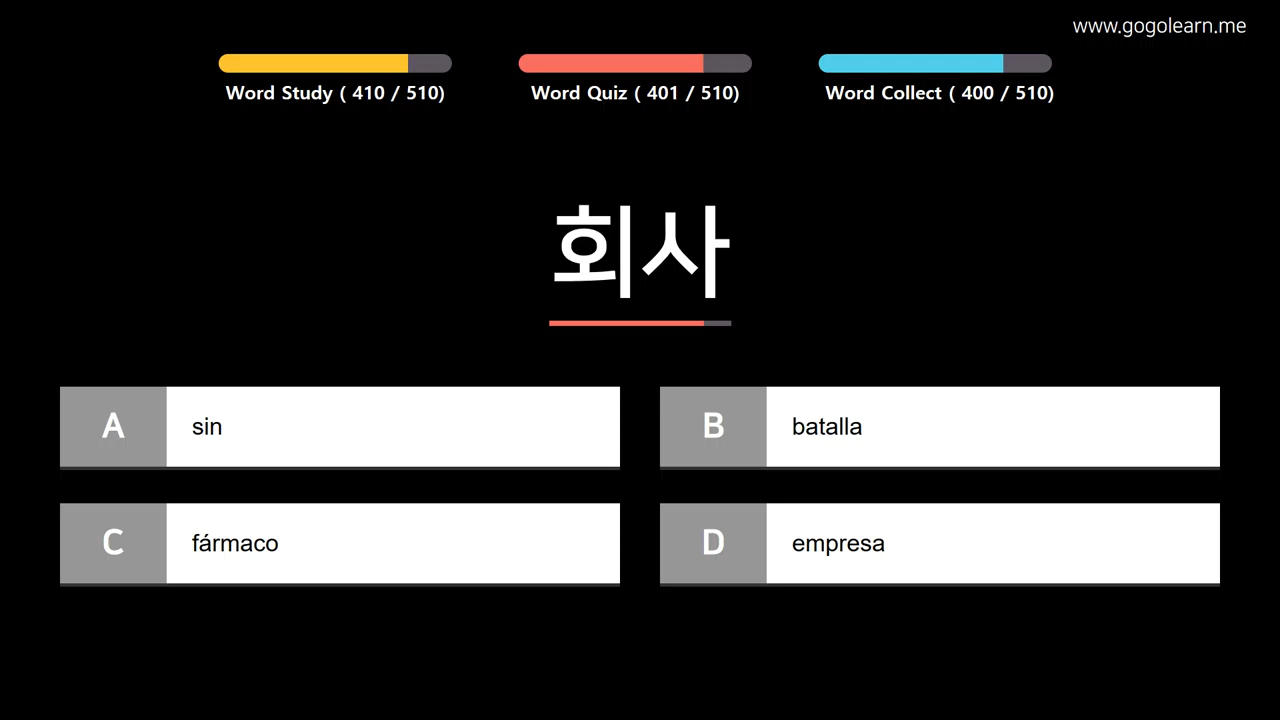 www.gogolearn.me
Word Study ( 410 / 510)
Word Quiz ( 401 / 510)
Word Collect ( 400 / 510)
회사
A sin
B batalla
C fármaco
D empresa